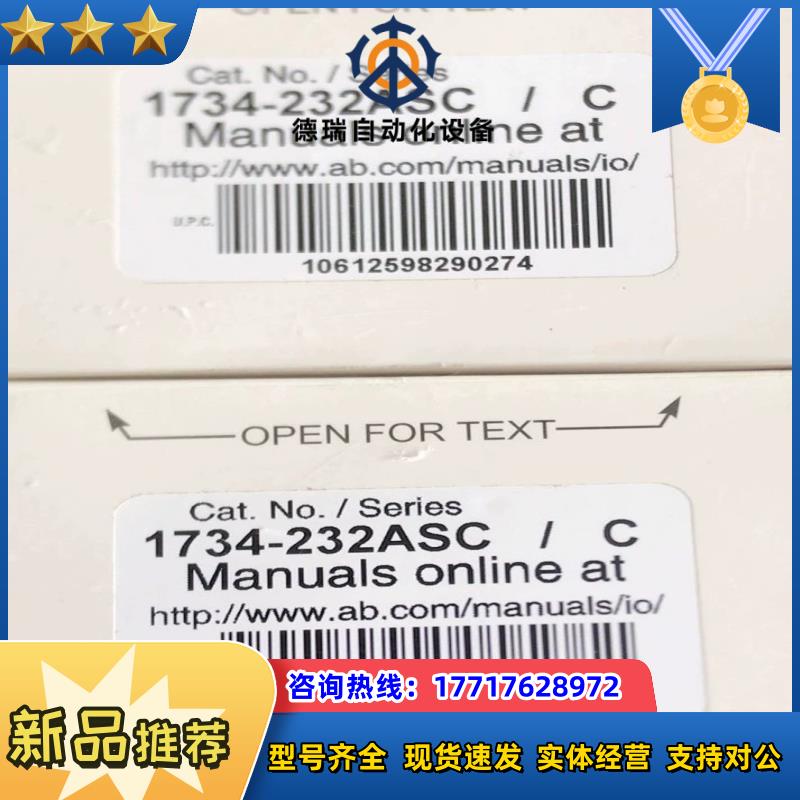 OPEN FOR TEXT
Cat. No. / Series
1734-232ASC / C
德瑞自动化设备
Manuals online at
http://www.ab.com/manuals/io/
U.P.C.
10612598290274
OPEN FOR TEXT
Cat. No. / Series
1734-232ASC / C
Manuals online at
http://www.ab.com/manuals/io/
咨询热线：17717628972
新品推荐
型号齐全 现货速发 实体经营 支持对公